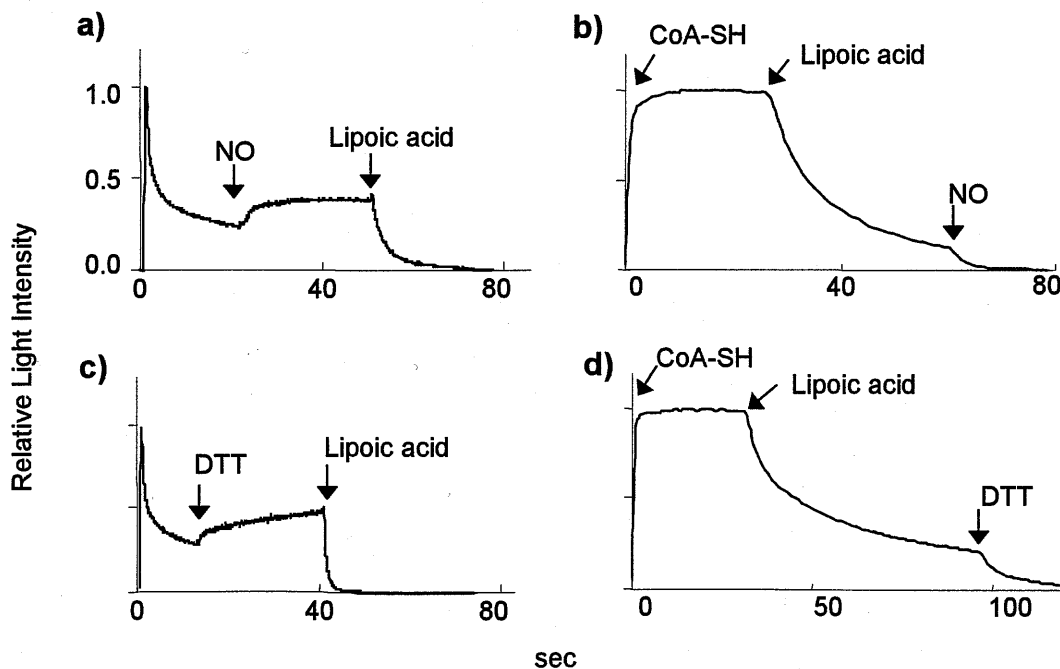 a)
NO
Lipoic acid
1.0
0.5
0.0
0
40
80
b)
CoA-SH
Lipoic acid
NO
0
40
80
Relative Light Intensity
c)
DTT
Lipoic acid
0
40
80
d)
CoA-SH
Lipoic acid
DTT
0
50
100
sec